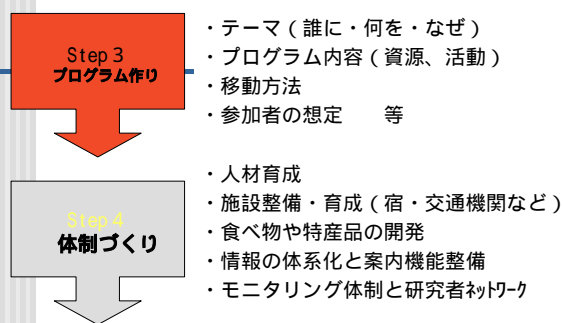 Step 3
プログラム作り
・テーマ（誰に・何を・なぜ）
・プログラム内容（資源、活動）
・移動方法
・参加者の想定　　等
Step 4
体制づくり
・人材育成
・施設整備・育成（宿・交通機関など）
・食べ物や特産品の開発
・情報の体系化と案内機能整備
・モニタリング体制と研究者ﾈｯﾄﾜｰｸ